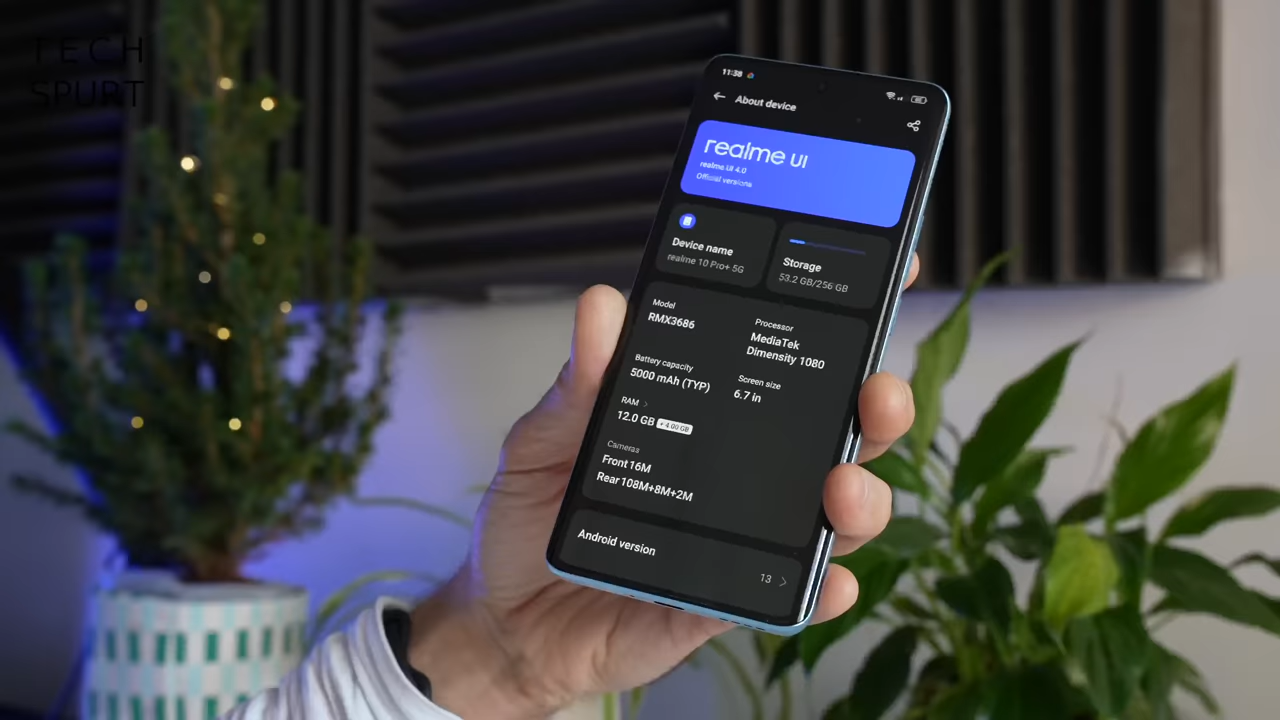 TECH
SPURT
11:38
About device
realme UI
realme UI 4.0
Official versions
Device name
realme 10 Pro+ 5G
Storage
53.2 GB/256 GB
Model
RMX3686
Processor
MediaTek
Dimensity 1080
Battery capacity
5000 mAh (TYP)
Screen size
6.7 in
RAM
12.0 GB + 4.00 GB
Cameras
Front 16M
Rear 108M+8M+2M
Android version
13